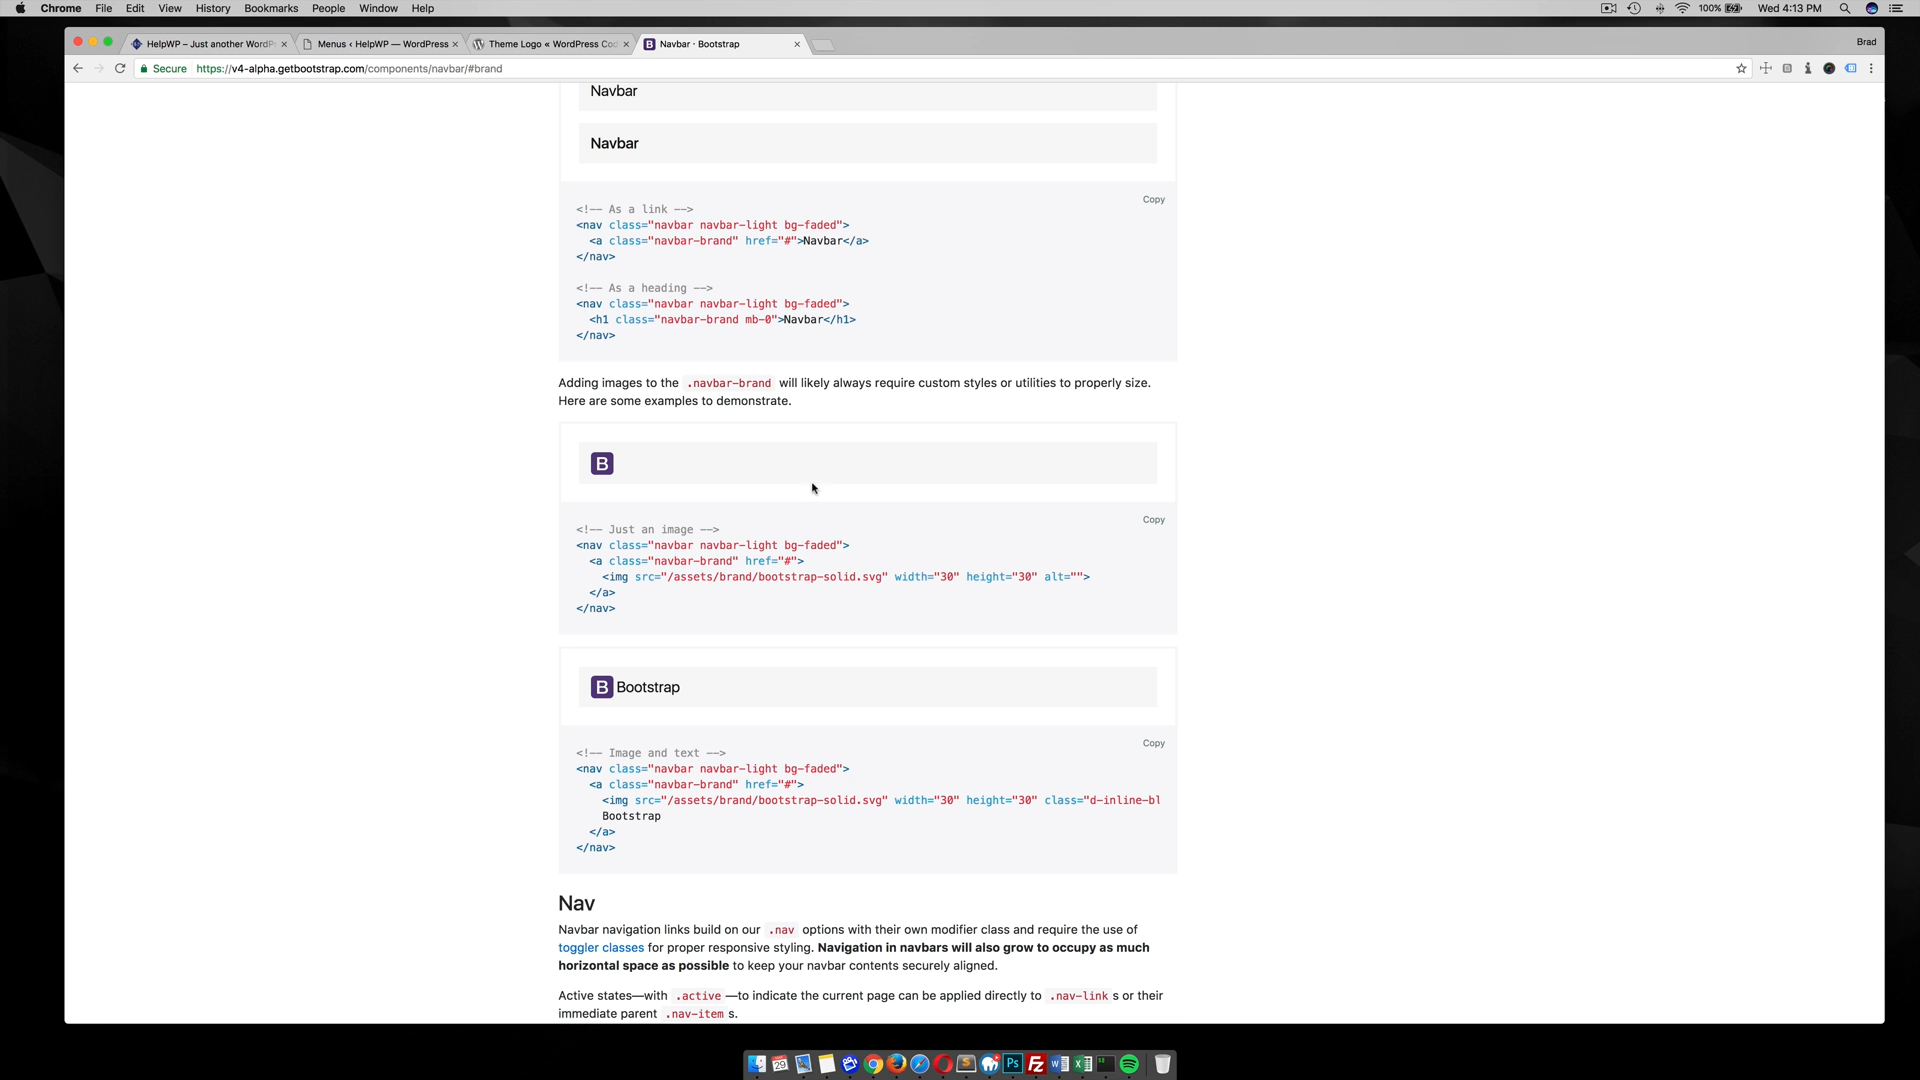 Chrome File Edit View History Bookmarks People Window Help
100% Wed 4:13 PM
HelpWP – Just another WordPr
Menus ‹ HelpWP — WordPress
Theme Logo « WordPress Cod
Navbar · Bootstrap
Brad
Secure https://v4-alpha.getbootstrap.com/components/navbar/#brand
Navbar
Navbar
Copy
<!-- As a link -->
<nav class="navbar navbar-light bg-faded">
<a class="navbar-brand" href="#">Navbar</a>
</nav>
<!-- As a heading -->
<nav class="navbar navbar-light bg-faded">
<h1 class="navbar-brand mb-0">Navbar</h1>
</nav>
Adding images to the .navbar-brand will likely always require custom styles or utilities to properly size.
Here are some examples to demonstrate.
B
Copy
<!-- Just an image -->
<nav class="navbar navbar-light bg-faded">
<a class="navbar-brand" href="#">
<img src="/assets/brand/bootstrap-solid.svg" width="30" height="30" alt="">
</a>
</nav>
B Bootstrap
Copy
<!-- Image and text -->
<nav class="navbar navbar-light bg-faded">
<a class="navbar-brand" href="#">
<img src="/assets/brand/bootstrap-solid.svg" width="30" height="30" class="d-inline-bl
Bootstrap
</a>
</nav>
Nav
Navbar navigation links build on our .nav options with their own modifier class and require the use of
toggler classes for proper responsive styling. Navigation in navbars will also grow to occupy as much
horizontal space as possible to keep your navbar contents securely aligned.
Active states—with .active —to indicate the current page can be applied directly to .nav-link s or their
immediate parent .nav-item s.
29
S
Ps
Fz
W
X